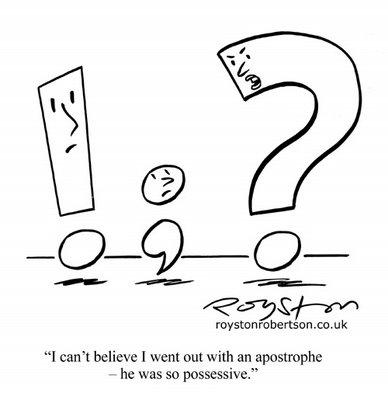 Royston
roystonrobertson.co.uk
“I can’t believe I went out with an apostrophe
– he was so possessive.”